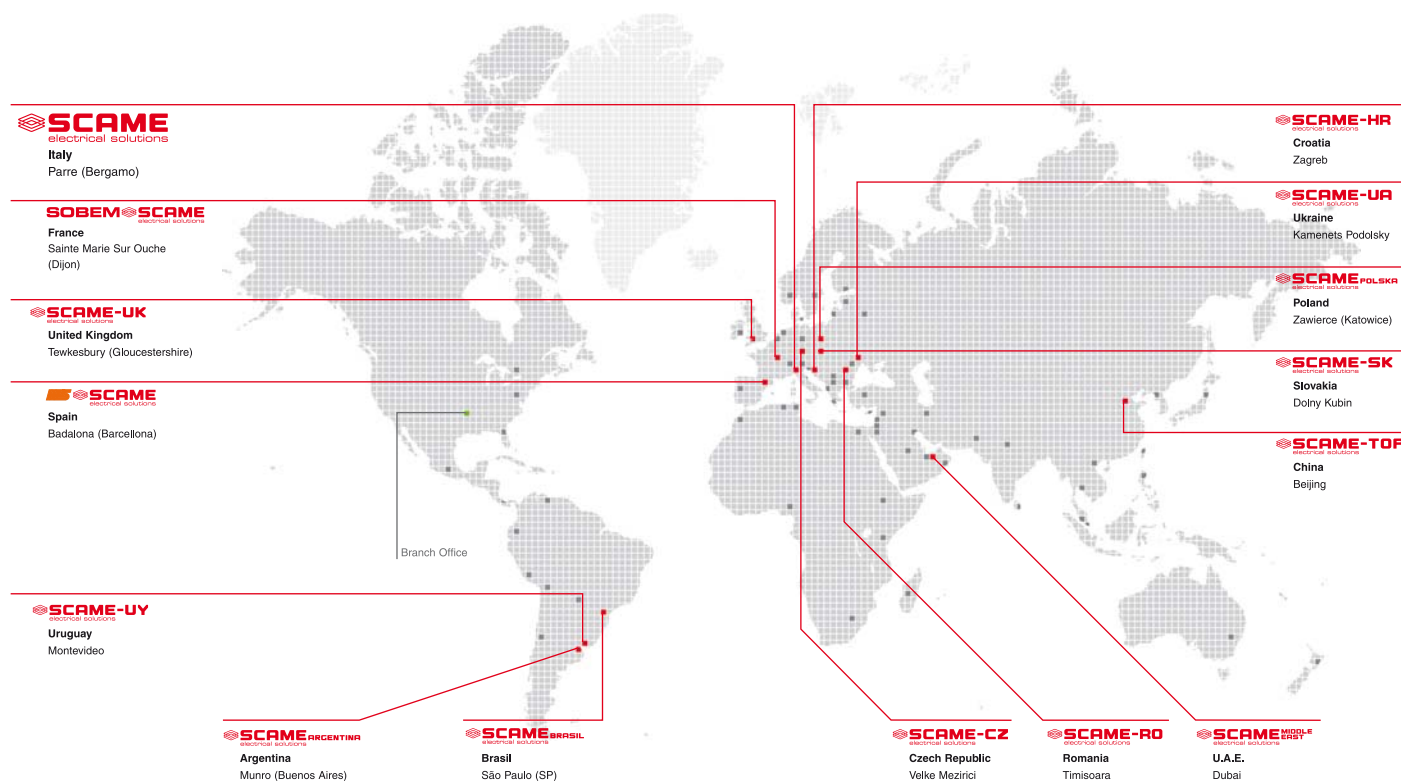 SCAME
electrical solutions
Italy
Parre (Bergamo)
SOBEM SCAME
electrical solutions
France
Sainte Marie Sur Ouche
(Dijon)
SCAME-UK
electrical solutions
United Kingdom
Tewkesbury (Gloucestershire)
SCAME
electrical solutions
Spain
Badalona (Barcellona)
Branch Office
SCAME-UY
electrical solutions
Uruguay
Montevideo
SCAME ARGENTINA
electrical solutions
Argentina
Munro (Buenos Aires)
SCAME BRASIL
electrical solutions
Brasil
São Paulo (SP)
SCAME-CZ
electrical solutions
Czech Republic
Velke Mezirici
SCAME-RO
electrical solutions
Romania
Timisoara
SCAME MIDDLE EAST
electrical solutions
U.A.E.
Dubai
SCAME-HR
electrical solutions
Croatia
Zagreb
SCAME-UA
electrical solutions
Ukraine
Kamenets Podolsky
SCAME POLSKA
electrical solutions
Poland
Zawierce (Katowice)
SCAME-SK
electrical solutions
Slovakia
Dolny Kubin
SCAME-TOP
electrical solutions
China
Beijing